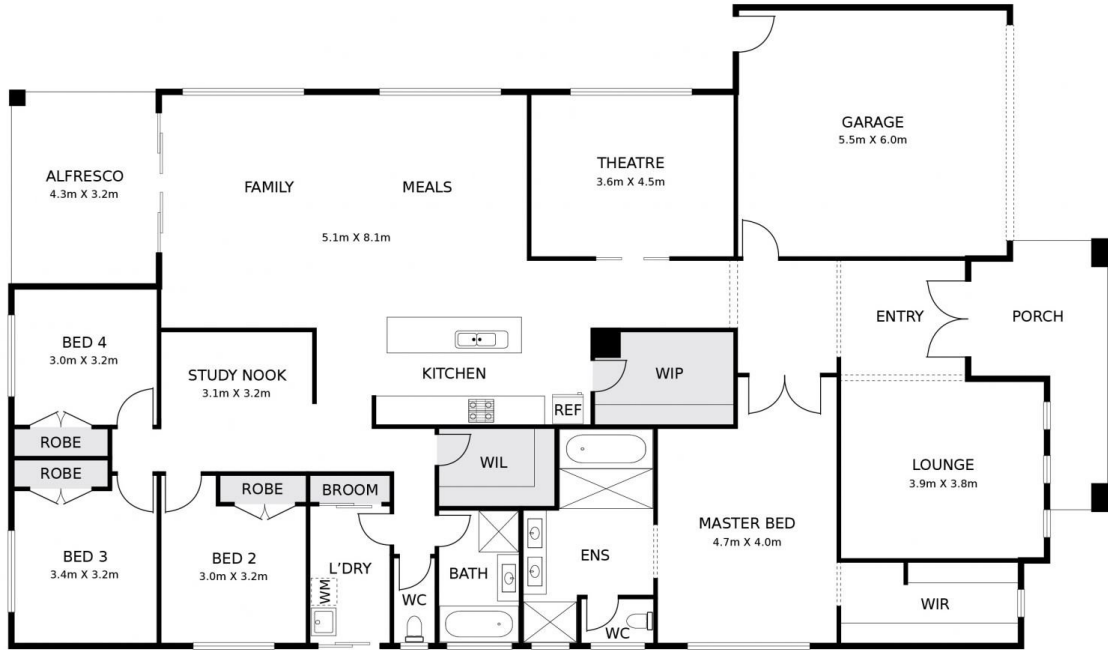 GARAGE
5.5m X 6.0m
THEATRE
3.6m X 4.5m
ALFRESCO
4.3m X 3.2m
FAMILY
MEALS
5.1m X 8.1m
ENTRY
PORCH
BED 4
3.0m X 3.2m
STUDY NOOK
3.1m X 3.2m
KITCHEN
WIP
REF
ROBE
ROBE
WIL
LOUNGE
3.9m X 3.8m
ROBE
BROOM
MASTER BED
4.7m X 4.0m
BED 3
3.4m X 3.2m
BED 2
3.0m X 3.2m
L'DRY
WM
WC
BATH
ENS
WC
WIR